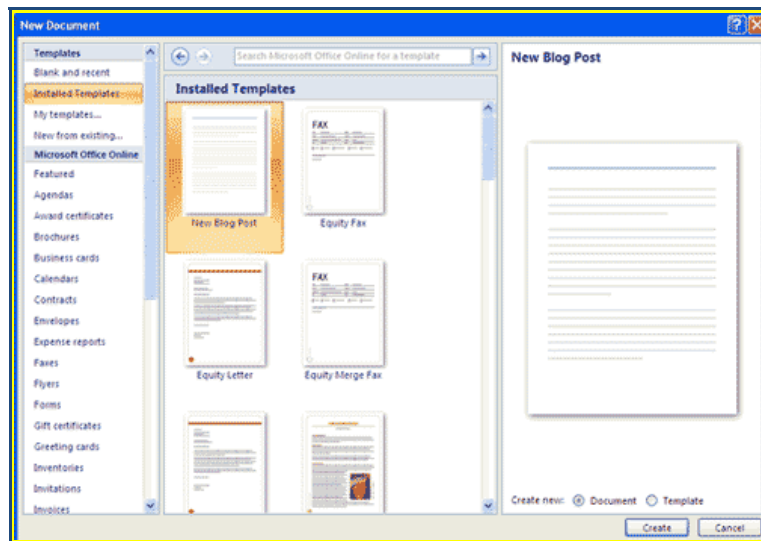 New Document
Templates
Blank and recent
Installed Templates
My templates...
New from existing...
Microsoft Office Online
Featured
Agendas
Award certificates
Brochures
Business cards
Calendars
Contracts
Envelopes
Expense reports
Faxes
Flyers
Forms
Gift certificates
Greeting cards
Inventories
Invitations
Invoices
Search Microsoft Office Online for a template
Installed Templates
FAX
New Blog Post
Equity Fax
FAX
Equity Letter
Equity Merge Fax
New Blog Post
Create new:
Document
Template
Create
Cancel